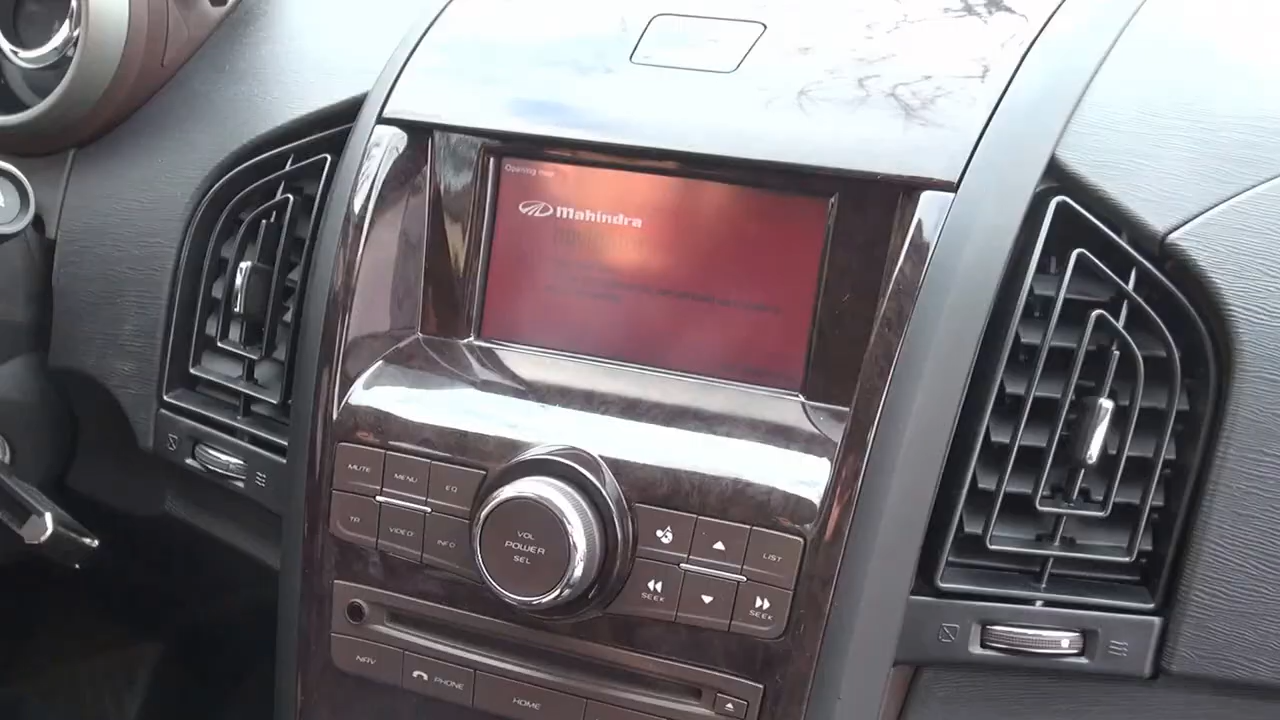 Opening map
Mahindra
MUTE
MENU
EQ
TR
VIDEO
INFO
VOL
POWER
SEL
LIST
SEEK
SEEK
NAV
PHONE
HOME